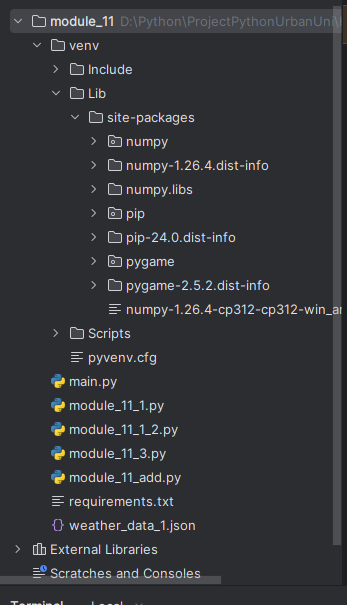 module_11 D:\Python\ProjectPythonUrbanUni\
venv
Include
Lib
site-packages
numpy
numpy-1.26.4.dist-info
numpy.libs
pip
pip-24.0.dist-info
pygame
pygame-2.5.2.dist-info
numpy-1.26.4-cp312-cp312-win_a
Scripts
pyvenv.cfg
main.py
module_11_1.py
module_11_1_2.py
module_11_3.py
module_11_add.py
requirements.txt
weather_data_1.json
External Libraries
Scratches and Consoles
Terminal Local